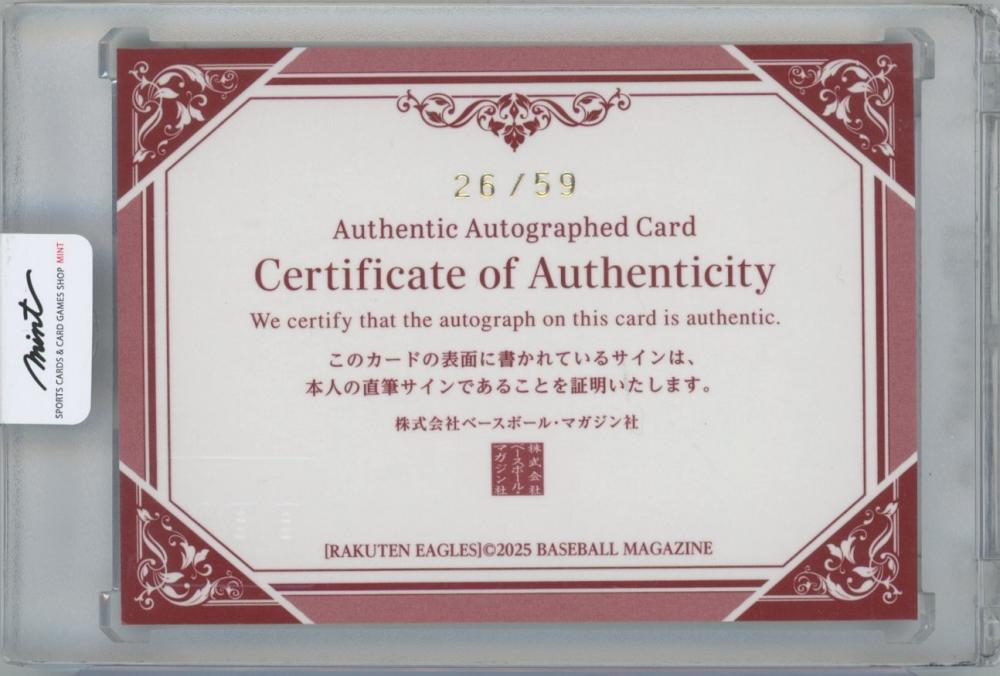 26/59
Authentic Autographed Card
Certificate of Authenticity
We certify that the autograph on this card is authentic.
このカードの表面に書かれているサインは、
本人の直筆サインであることを証明いたします。
株式会社ベースボール・マガジン社
株式会社
ベースボール・
マガジン社
[RAKUTEN EAGLES]©2025 BASEBALL MAGAZINE
mint
SPORTS CARDS & CARD GAMES SHOP MINT